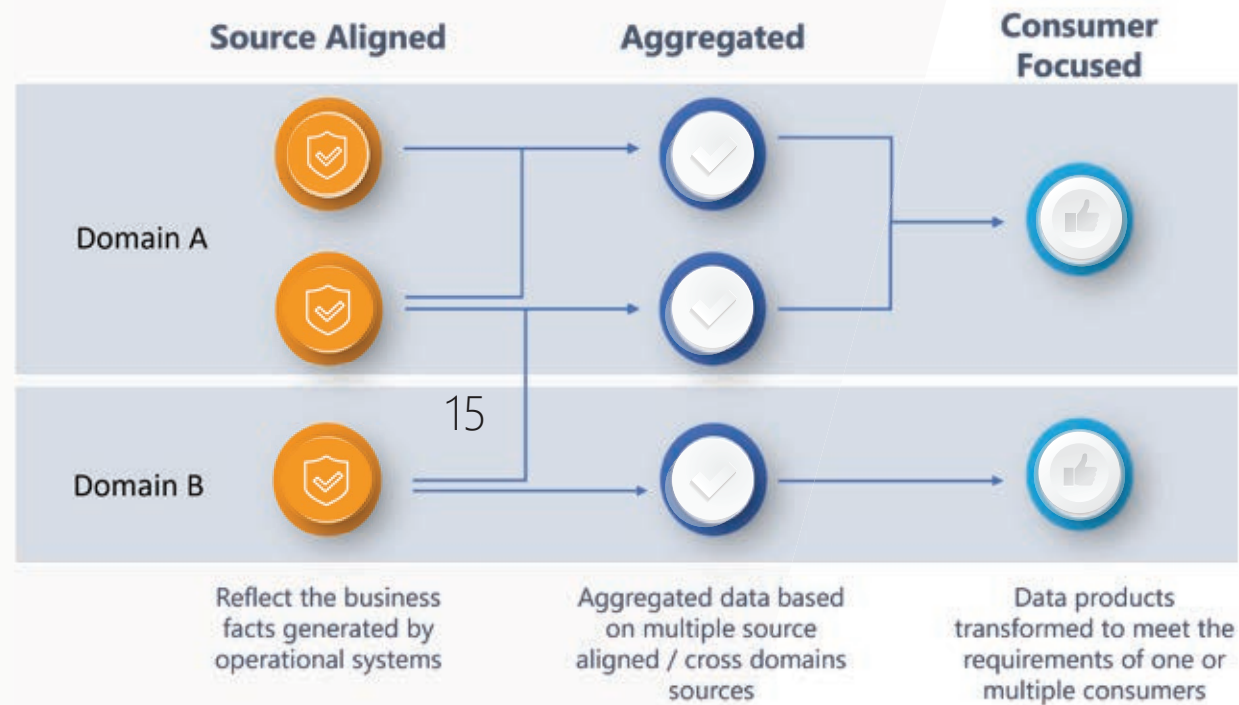 Source Aligned
Aggregated
Consumer
Focused
Domain A
15
Domain B
Reflect the business
facts generated by
operational systems
Aggregated data based
on multiple source
aligned / cross domains
sources
Data products
transformed to meet the
requirements of one or
multiple consumers